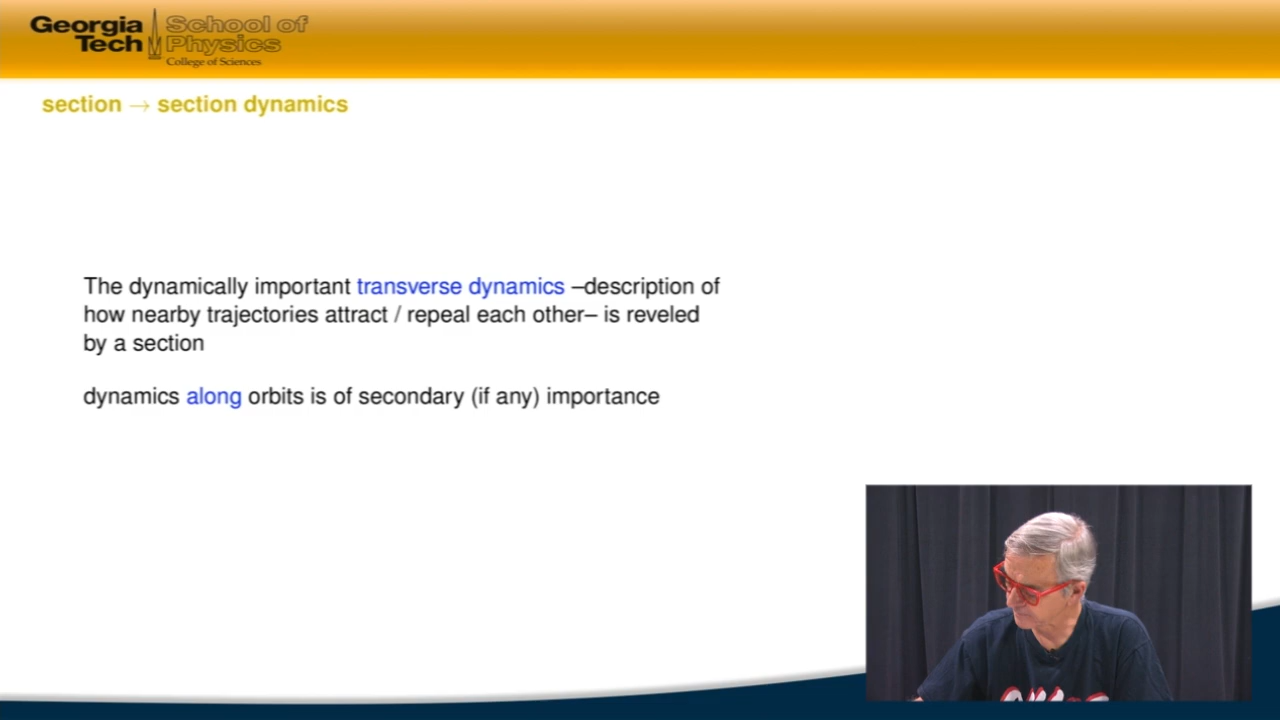 Georgia Tech
School of Physics
College of Sciences
section → section dynamics
The dynamically important transverse dynamics –description of
how nearby trajectories attract / repeal each other– is reveled
by a section
dynamics along orbits is of secondary (if any) importance